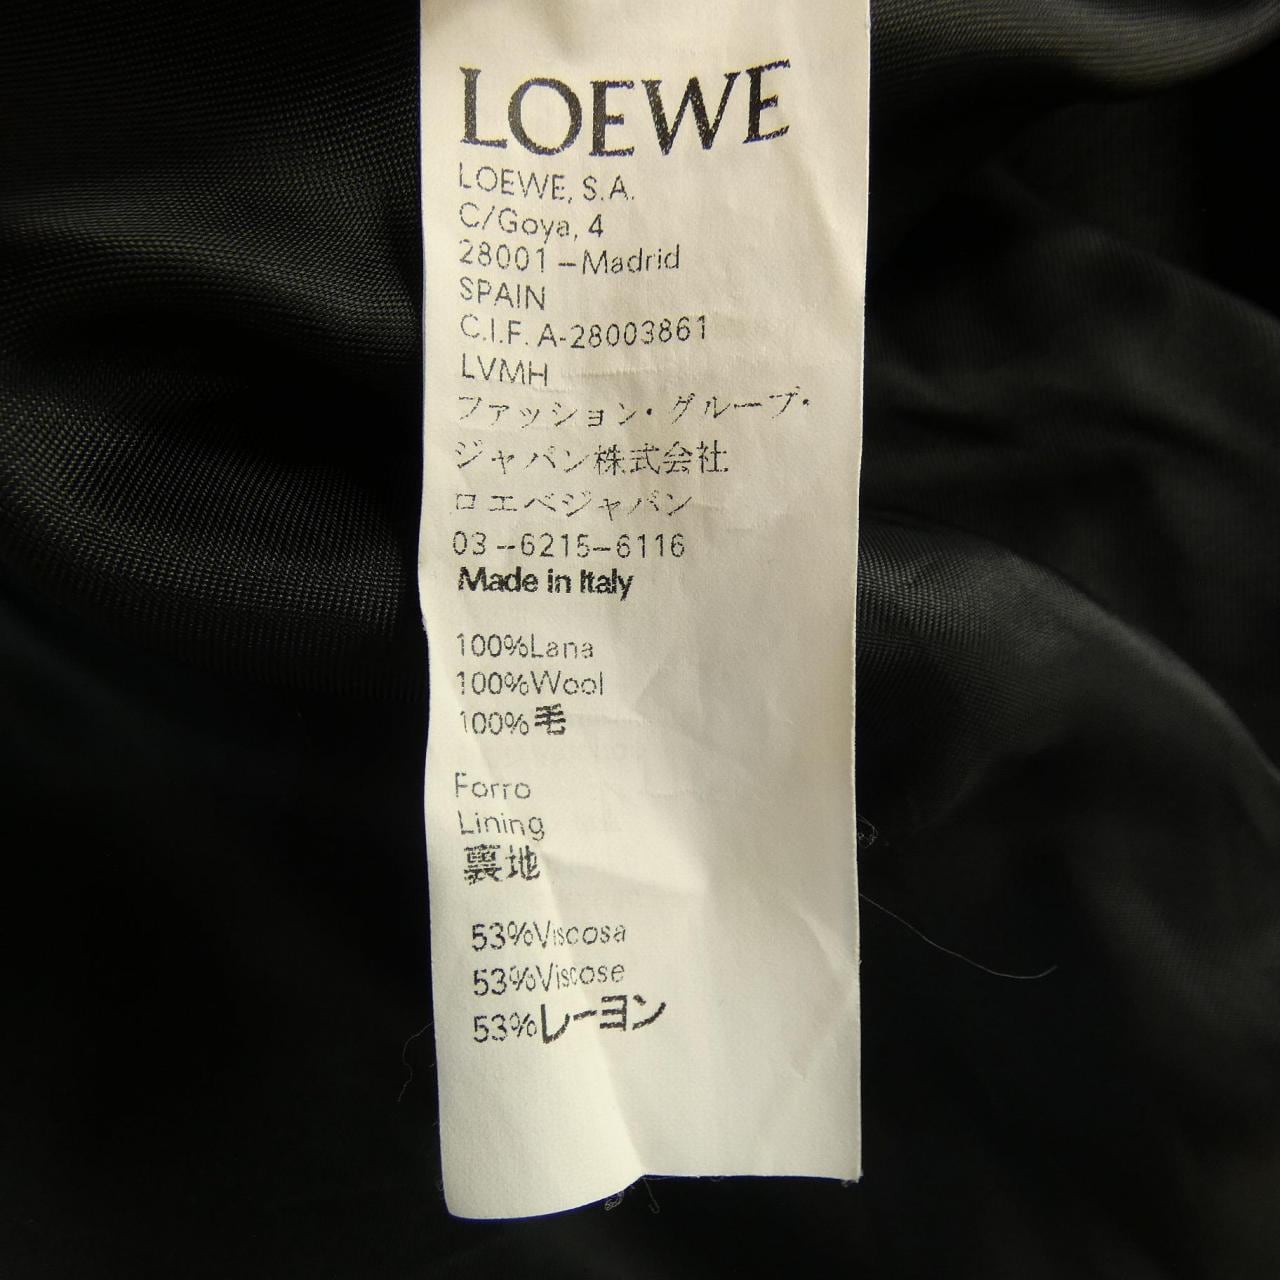 LOEWE
LOEWE, S.A.
C/Goya, 4
28001 –Madrid
SPAIN
C.I.F. A-28003861
LVMH
ファッション・グループ・
ジャパン株式会社
ロエベジャパン
03--6215–6116
Made in Italy
100%Lana
100%Wool
100%毛
Forro
Lining
裏地
53%Viscosa
53%Viscose
53%レーヨン